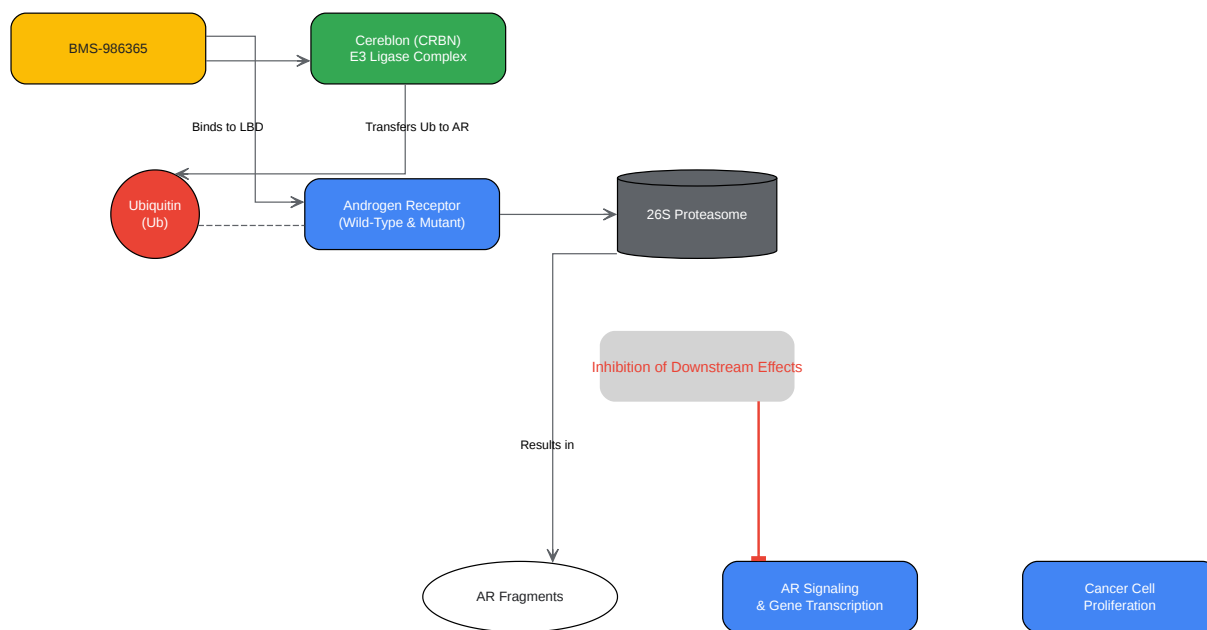 BMS-986365
Cereblon (CRBN)
E3 Ligase Complex
Binds to LBD
Transfers Ub to AR
Ubiquitin
(Ub)
Androgen Receptor
(Wild-Type & Mutant)
26S Proteasome
Inhibition of Downstream Effects
Results in
AR Fragments
AR Signaling
& Gene Transcription
Cancer Cell
Proliferation